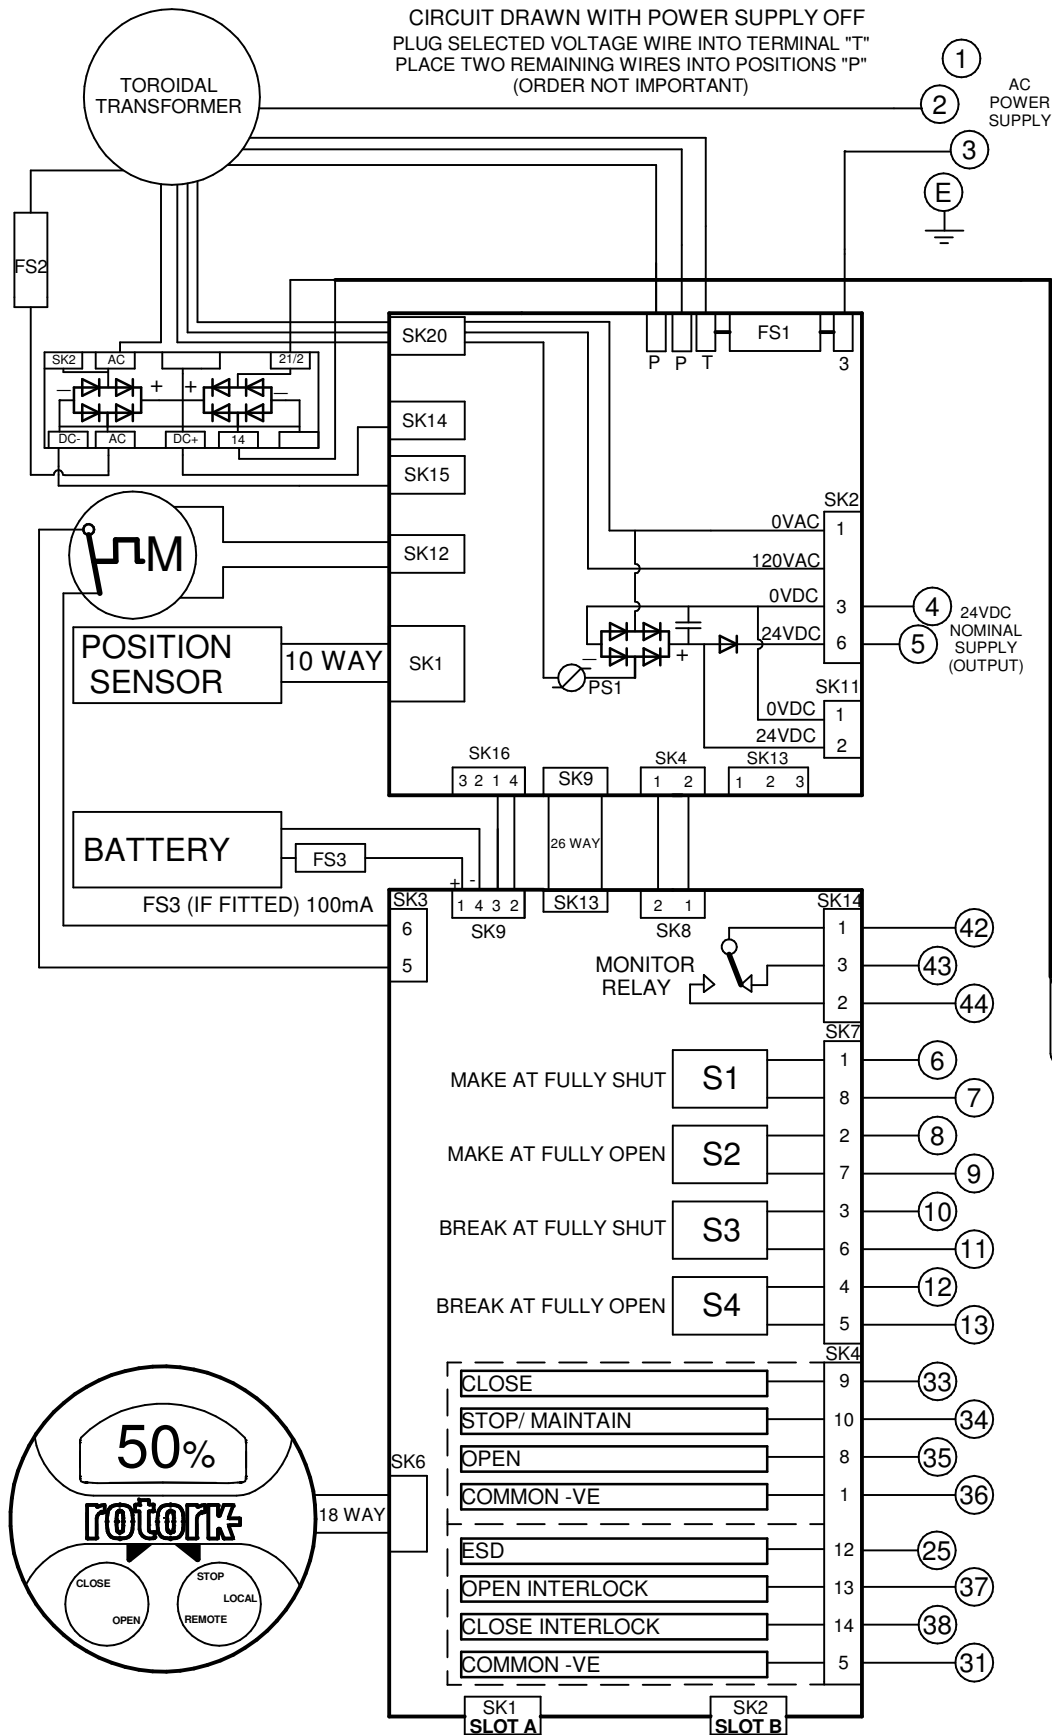 CIRCUIT DRAWN WITH POWER SUPPLY OFF
PLUG SELECTED VOLTAGE WIRE INTO TERMINAL "T"
PLACE TWO REMAINING WIRES INTO POSITIONS "P"
(ORDER NOT IMPORTANT)
TOROIDAL
TRANSFORMER
1
2
3
E
AC
POWER
SUPPLY
FS2
SK2
AC
21/2
− + + −
DC-
AC
DC+
14
SK20
SK14
SK15
SK12
SK1
P P T
FS1
3
M
POSITION
SENSOR
10 WAY
SK2
0VAC 1
120VAC
0VDC 3
24VDC 6
4
5
24VDC
NOMINAL
SUPPLY
(OUTPUT)
− +
PS1
SK11
0VDC 1
24VDC 2
SK16
3 2 1 4
SK9
SK4
1 2
SK13
1 2 3
BATTERY
FS3
FS3 (IF FITTED) 100mA
26 WAY
+ -
SK3
6
5
1 4 3 2
SK9
SK13
2 1
SK8
MONITOR
RELAY
SK14
1 42
3 43
2 44
SK7
MAKE AT FULLY SHUT S1
1 6
8 7
MAKE AT FULLY OPEN S2
2 8
7 9
BREAK AT FULLY SHUT S3
3 10
6 11
BREAK AT FULLY OPEN S4
4 12
5 13
SK4
CLOSE 9 33
STOP/ MAINTAIN 10 34
OPEN 8 35
COMMON -VE 1 36
ESD 12 25
OPEN INTERLOCK 13 37
CLOSE INTERLOCK 14 38
COMMON -VE 5 31
50%
rotork
CLOSE
OPEN
STOP
LOCAL
REMOTE
18 WAY
SK6
SK1
SLOT A
SK2
SLOT B